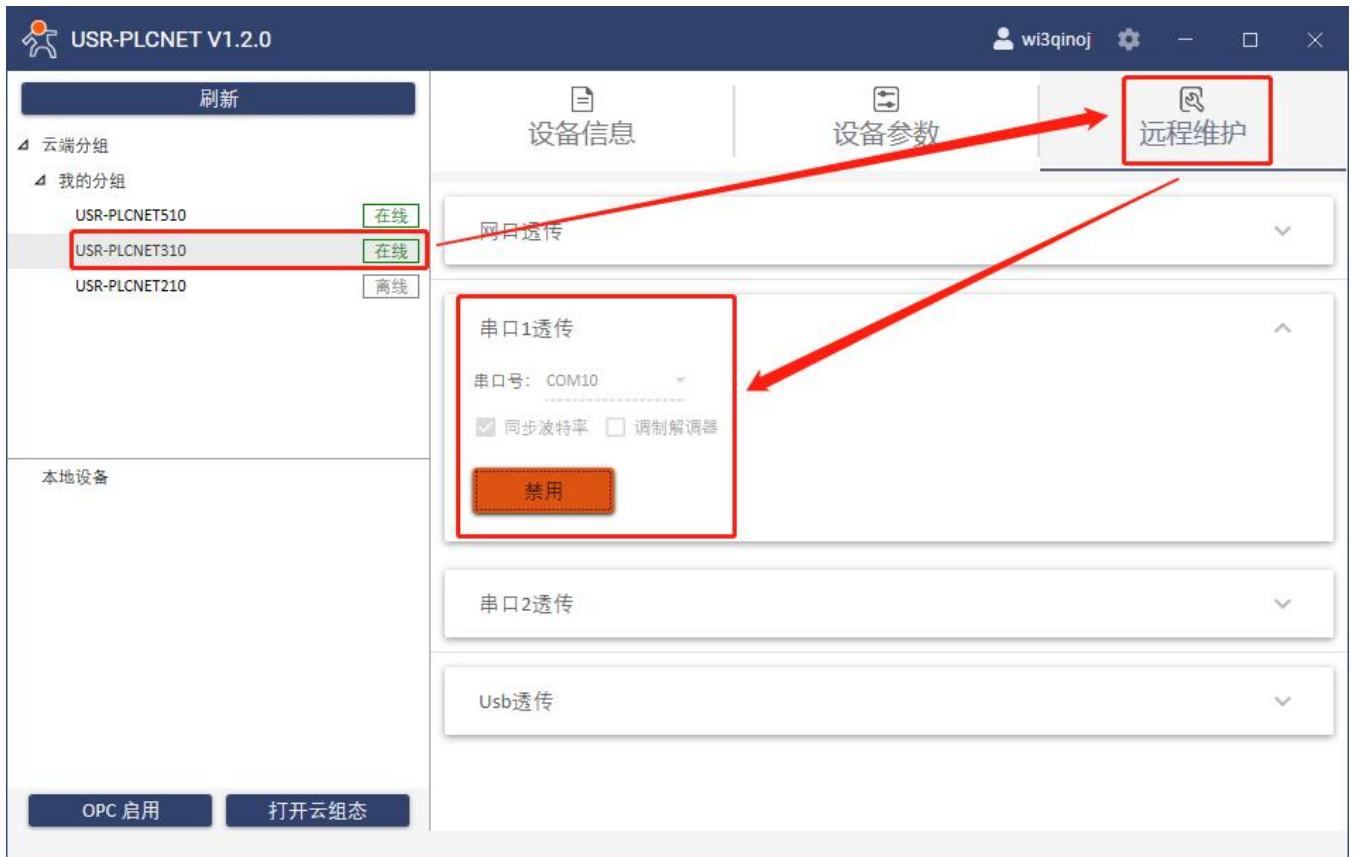 USR-PLCNET V1.2.0
wi3qinoj
刷新
设备信息
设备参数
远程维护
云端分组
我的分组
USR-PLCNET510 在线
USR-PLCNET310 在线
USR-PLCNET210 离线
网口透传
串口1透传
串口号: COM10
同步波特率 调制解调器
禁用
本地设备
串口2透传
Usb透传
OPC 启用
打开云组态